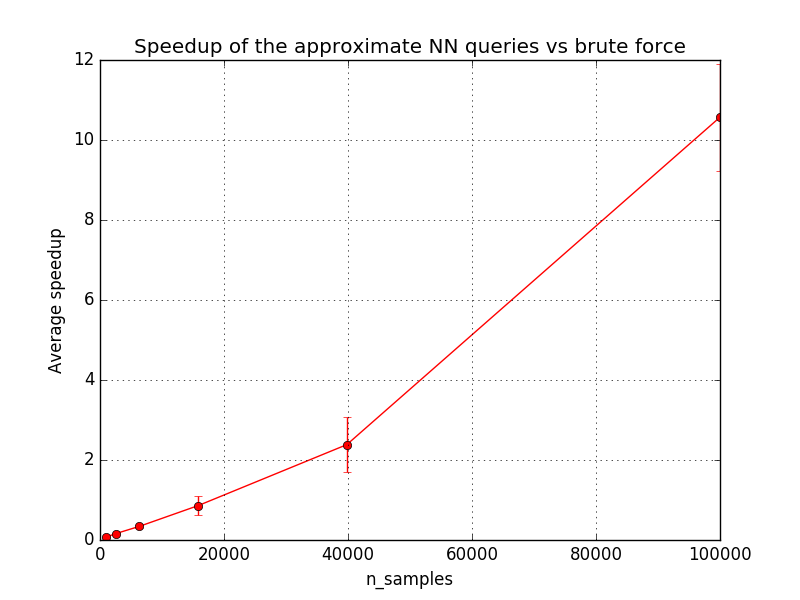 Speedup of the approximate NN queries vs brute force
12
10
8
6
4
2
0
Average speedup
0 20000 40000 60000 80000 100000
n_samples